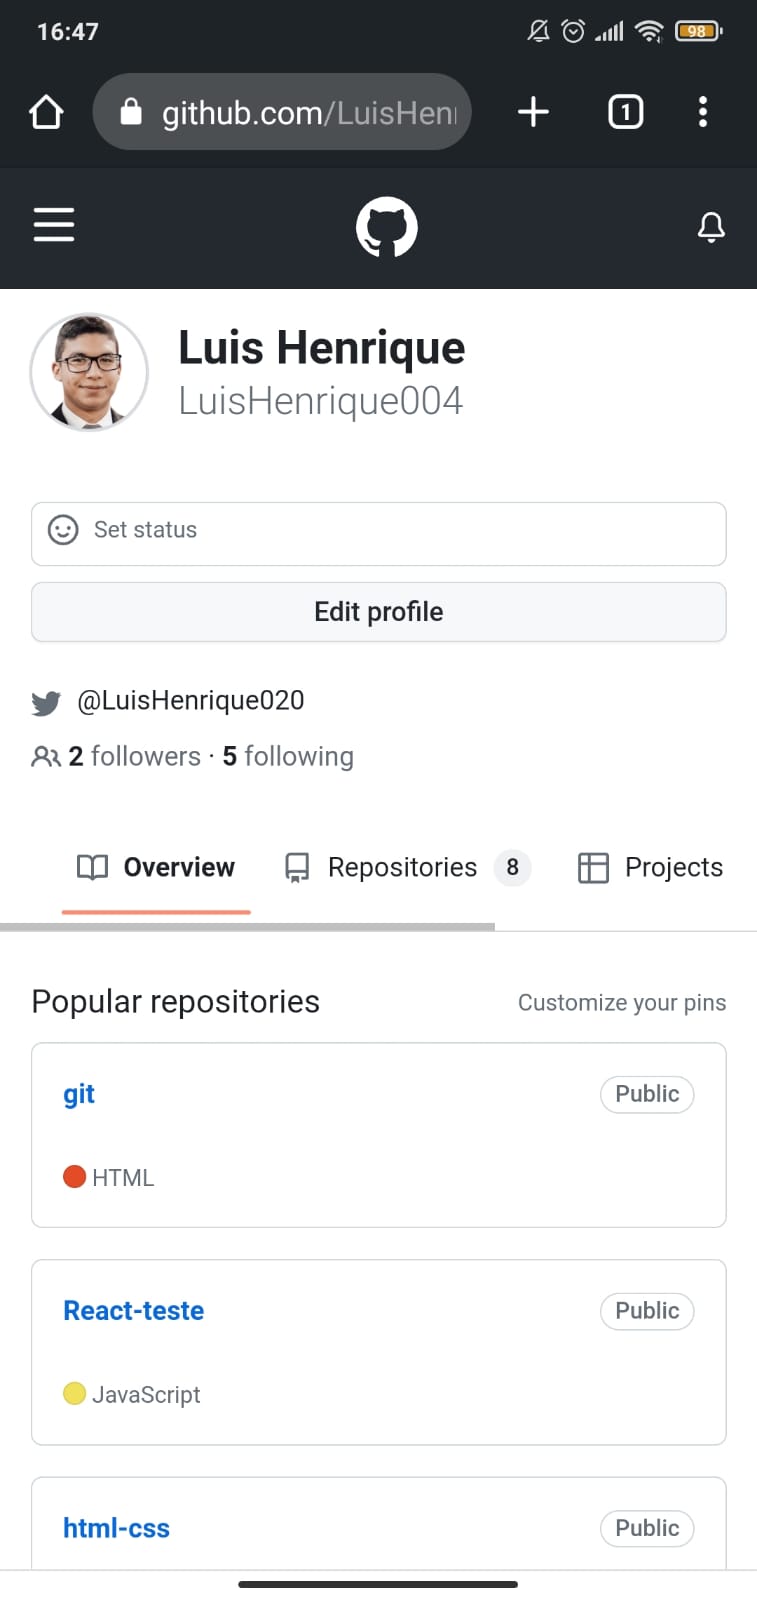 16:47
98
github.com/LuisHen
1
Luis Henrique
LuisHenrique004
Set status
Edit profile
@LuisHenrique020
2 followers · 5 following
Overview
Repositories 8
Projects
Popular repositories
Customize your pins
git
Public
HTML
React-teste
Public
JavaScript
html-css
Public